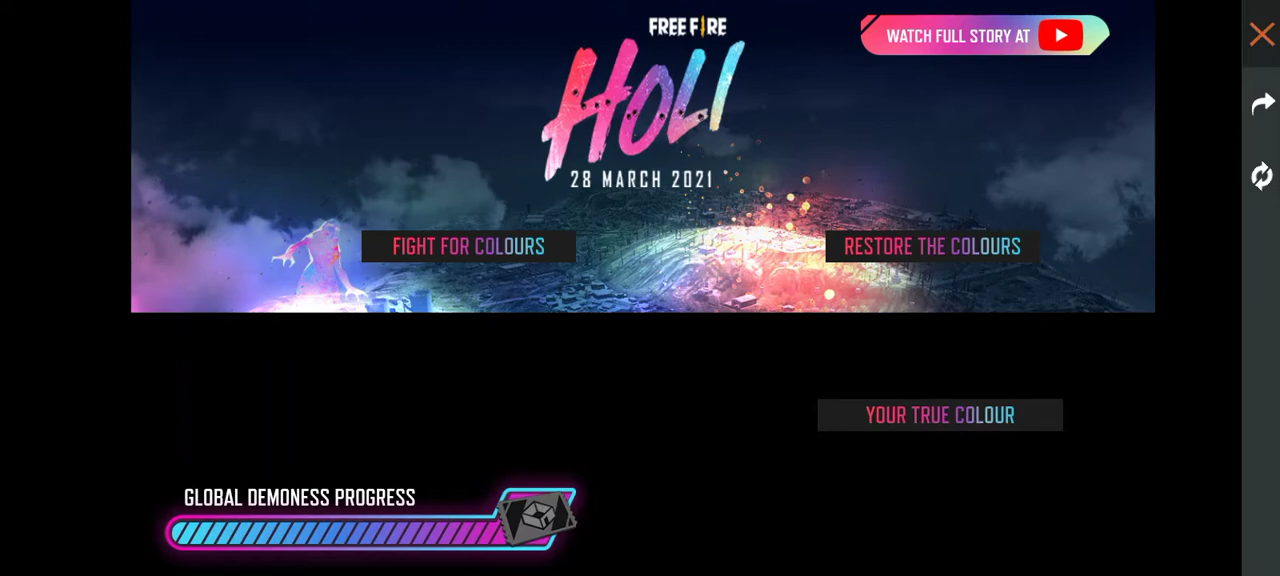 FREE FIRE
WATCH FULL STORY AT
HOLI
28 MARCH 2021
FIGHT FOR COLOURS
RESTORE THE COLOURS
YOUR TRUE COLOUR
GLOBAL DEMONESS PROGRESS